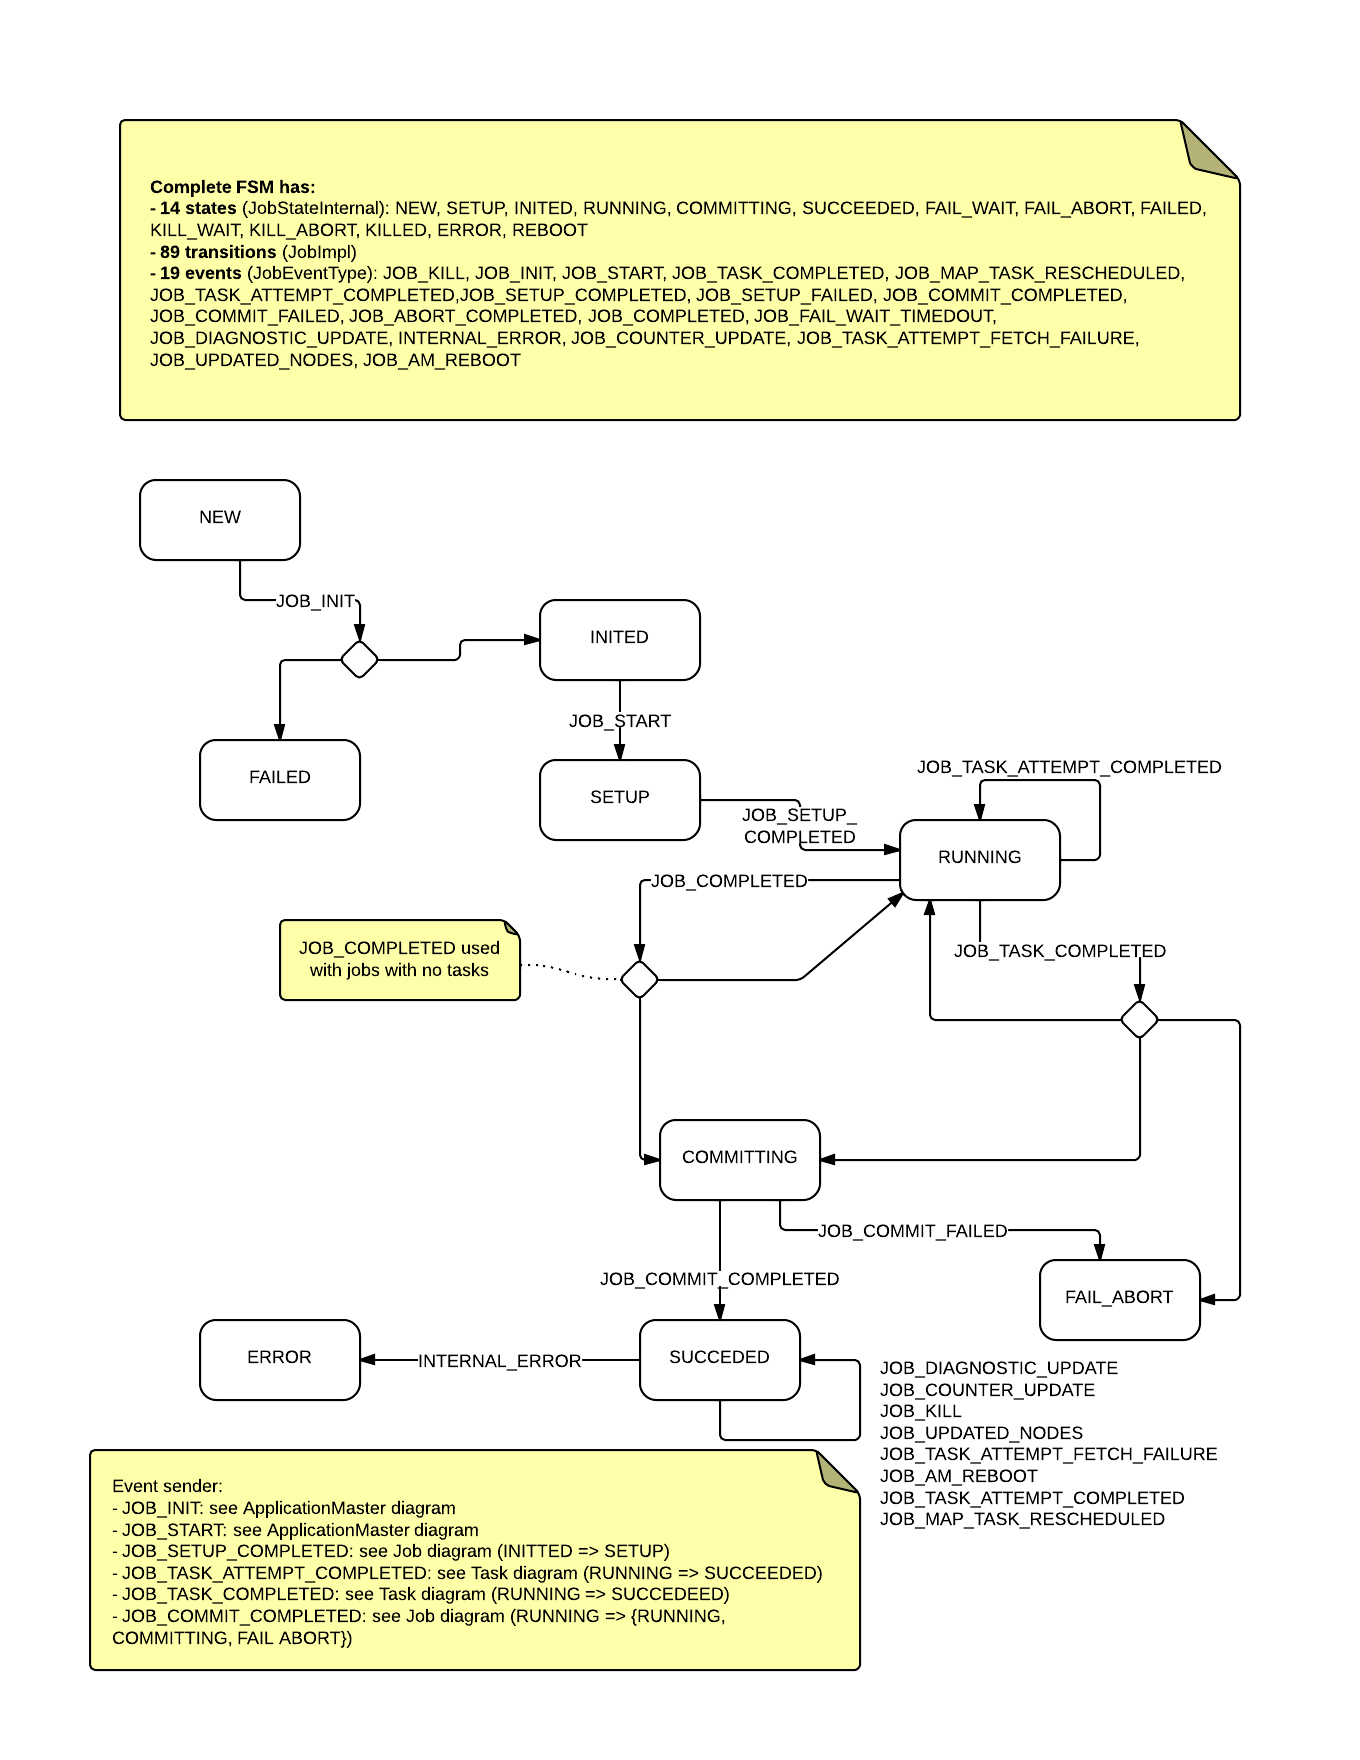 Complete FSM has:
- 14 states (JobStateInternal): NEW, SETUP, INITED, RUNNING, COMMITTING, SUCCEEDED, FAIL_WAIT, FAIL_ABORT, FAILED,
KILL_WAIT, KILL_ABORT, KILLED, ERROR, REBOOT
- 89 transitions (JobImpl)
- 19 events (JobEventType): JOB_KILL, JOB_INIT, JOB_START, JOB_TASK_COMPLETED, JOB_MAP_TASK_RESCHEDULED,
JOB_TASK_ATTEMPT_COMPLETED,JOB_SETUP_COMPLETED, JOB_SETUP_FAILED, JOB_COMMIT_COMPLETED,
JOB_COMMIT_FAILED, JOB_ABORT_COMPLETED, JOB_COMPLETED, JOB_FAIL_WAIT_TIMEDOUT,
JOB_DIAGNOSTIC_UPDATE, INTERNAL_ERROR, JOB_COUNTER_UPDATE, JOB_TASK_ATTEMPT_FETCH_FAILURE,
JOB_UPDATED_NODES, JOB_AM_REBOOT
NEW
JOB_INIT
INITED
JOB_START
FAILED
SETUP
JOB_TASK_ATTEMPT_COMPLETED
JOB_SETUP_
COMPLETED
RUNNING
JOB_COMPLETED
JOB_COMPLETED used
with jobs with no tasks
JOB_TASK_COMPLETED
COMMITTING
JOB_COMMIT_FAILED
JOB_COMMIT_COMPLETED
FAIL_ABORT
ERROR
INTERNAL_ERROR
SUCCEDED
JOB_DIAGNOSTIC_UPDATE
JOB_COUNTER_UPDATE
JOB_KILL
JOB_UPDATED_NODES
JOB_TASK_ATTEMPT_FETCH_FAILURE
JOB_AM_REBOOT
JOB_TASK_ATTEMPT_COMPLETED
JOB_MAP_TASK_RESCHEDULED
Event sender:
- JOB_INIT: see ApplicationMaster diagram
- JOB_START: see ApplicationMaster diagram
- JOB_SETUP_COMPLETED: see Job diagram (INITTED => SETUP)
- JOB_TASK_ATTEMPT_COMPLETED: see Task diagram (RUNNING => SUCCEEDED)
- JOB_TASK_COMPLETED: see Task diagram (RUNNING => SUCCEDEED)
- JOB_COMMIT_COMPLETED: see Job diagram (RUNNING => {RUNNING,
COMMITTING, FAIL ABORT})